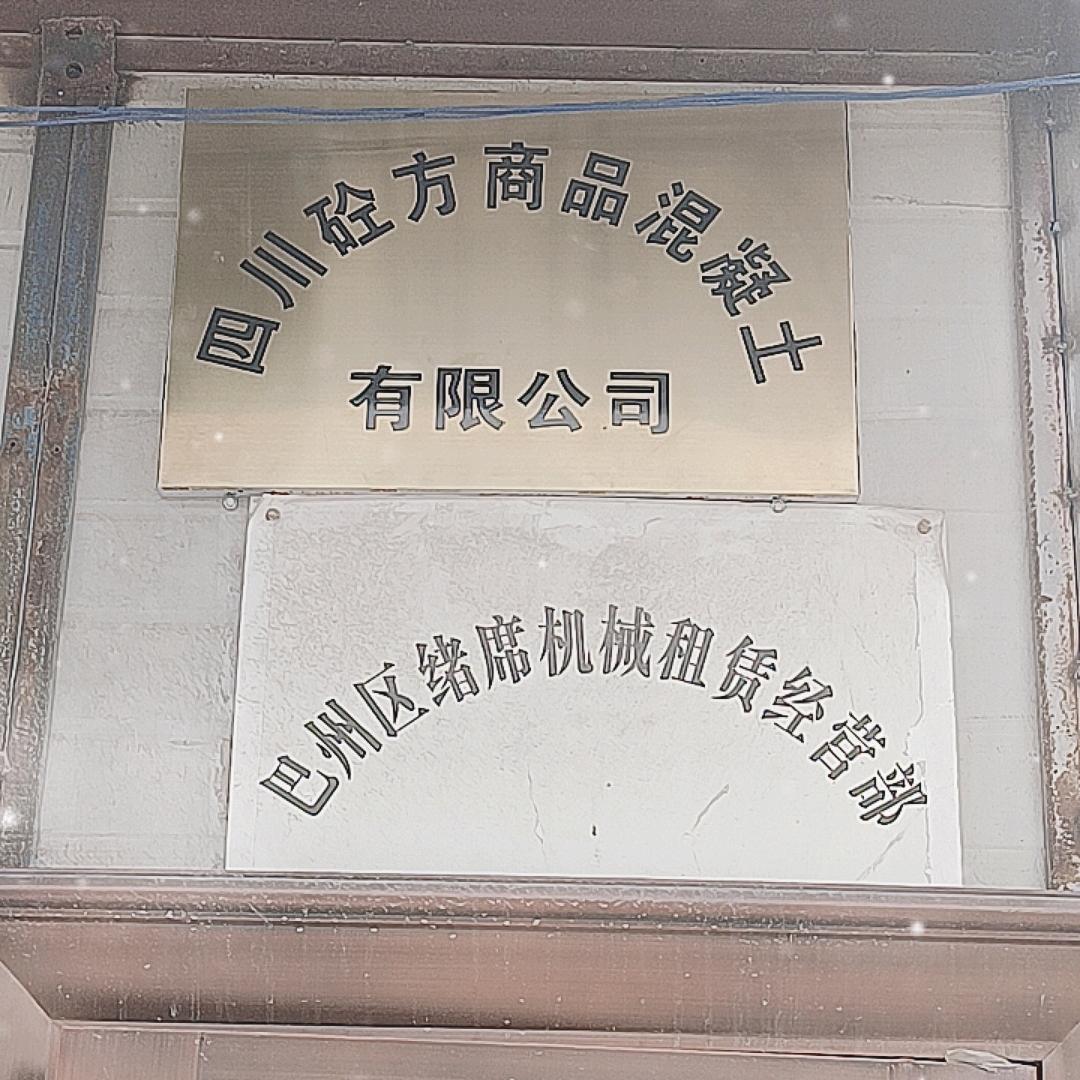 四川砼方商品混凝土
有限公司
巴州区绪席机械租赁经营部